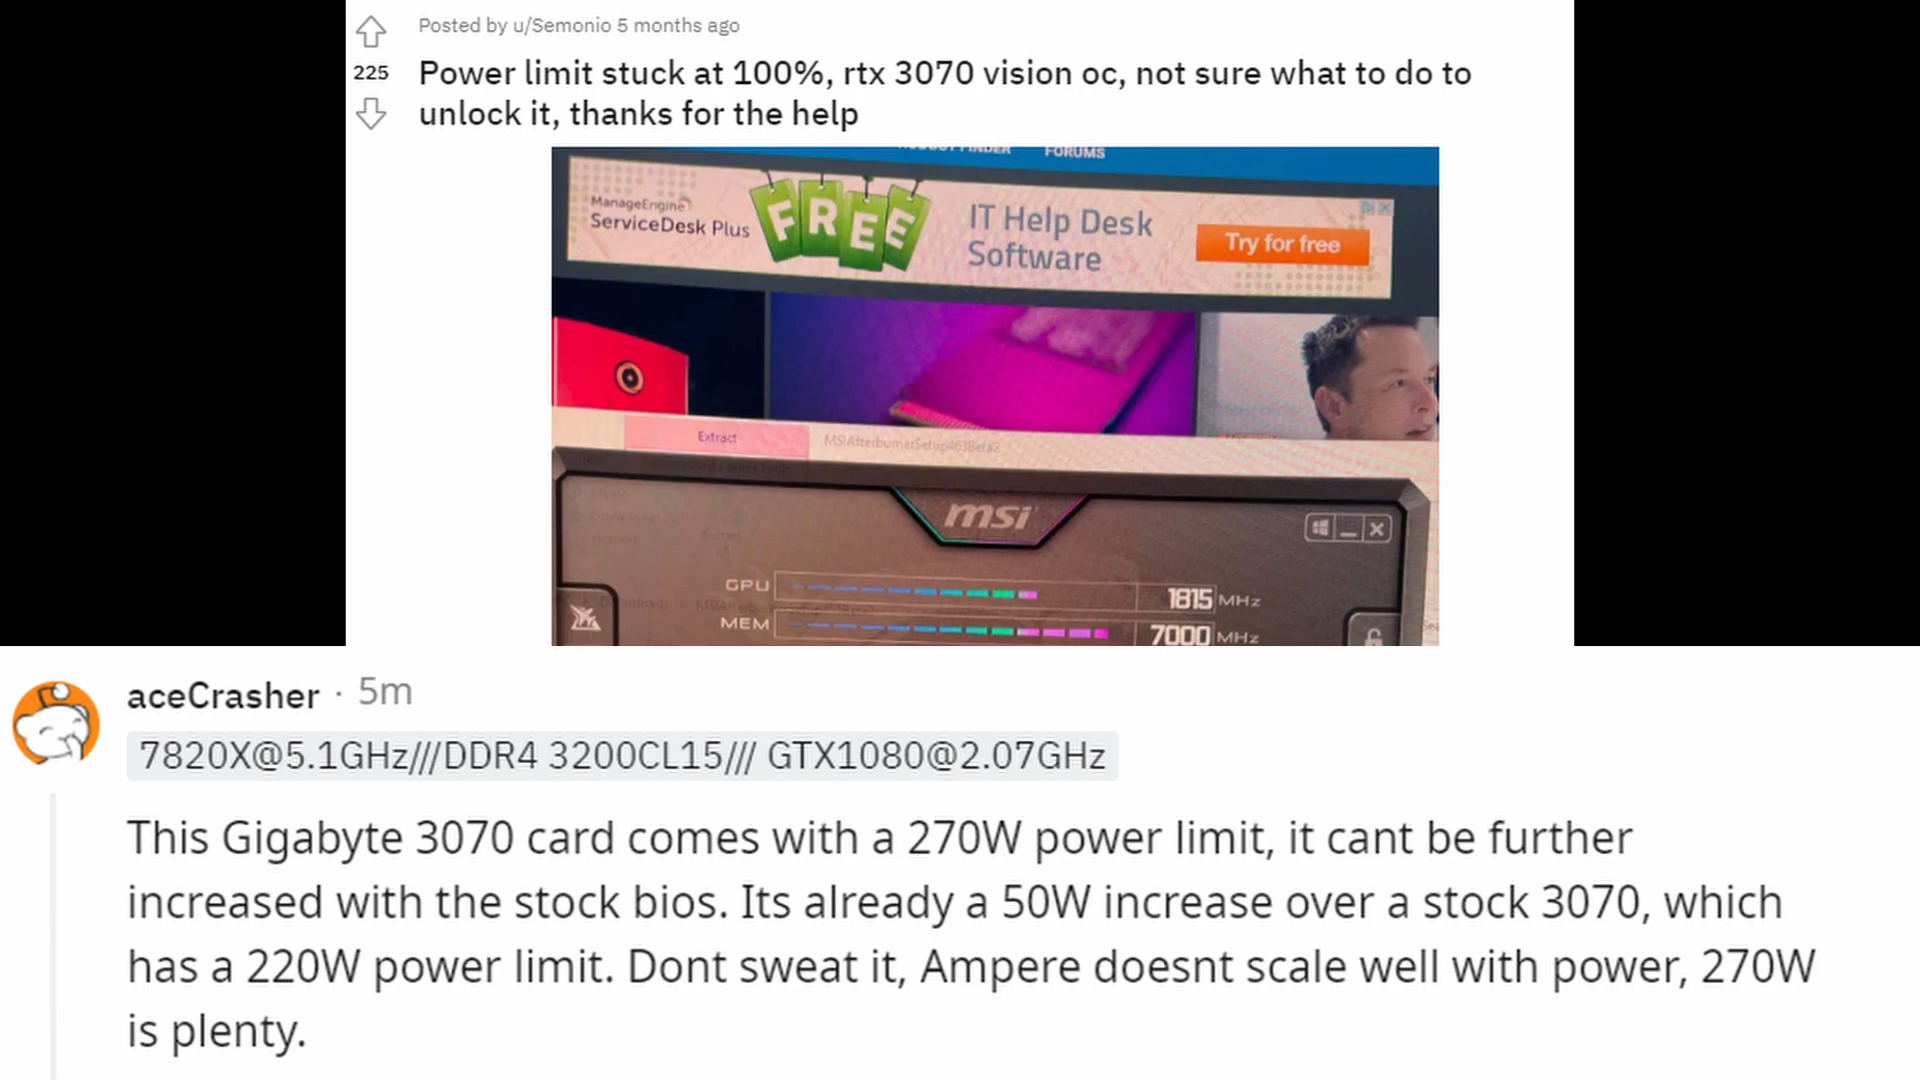 Posted by u/Semonio 5 months ago
225
Power limit stuck at 100%, rtx 3070 vision oc, not sure what to do to
unlock it, thanks for the help
FINDER FORUMS
ManageEngine
ServiceDesk Plus
FREE
IT Help Desk
Software
Try for free
Extract
MSIAfterburnerSetup463Beta2
msi
GPU 1815 MHz
MEM 7000 MHz
aceCrasher · 5m
7820X@5.1GHz///DDR4 3200CL15/// GTX1080@2.07GHz
This Gigabyte 3070 card comes with a 270W power limit, it cant be further
increased with the stock bios. Its already a 50W increase over a stock 3070, which
has a 220W power limit. Dont sweat it, Ampere doesnt scale well with power, 270W
is plenty.